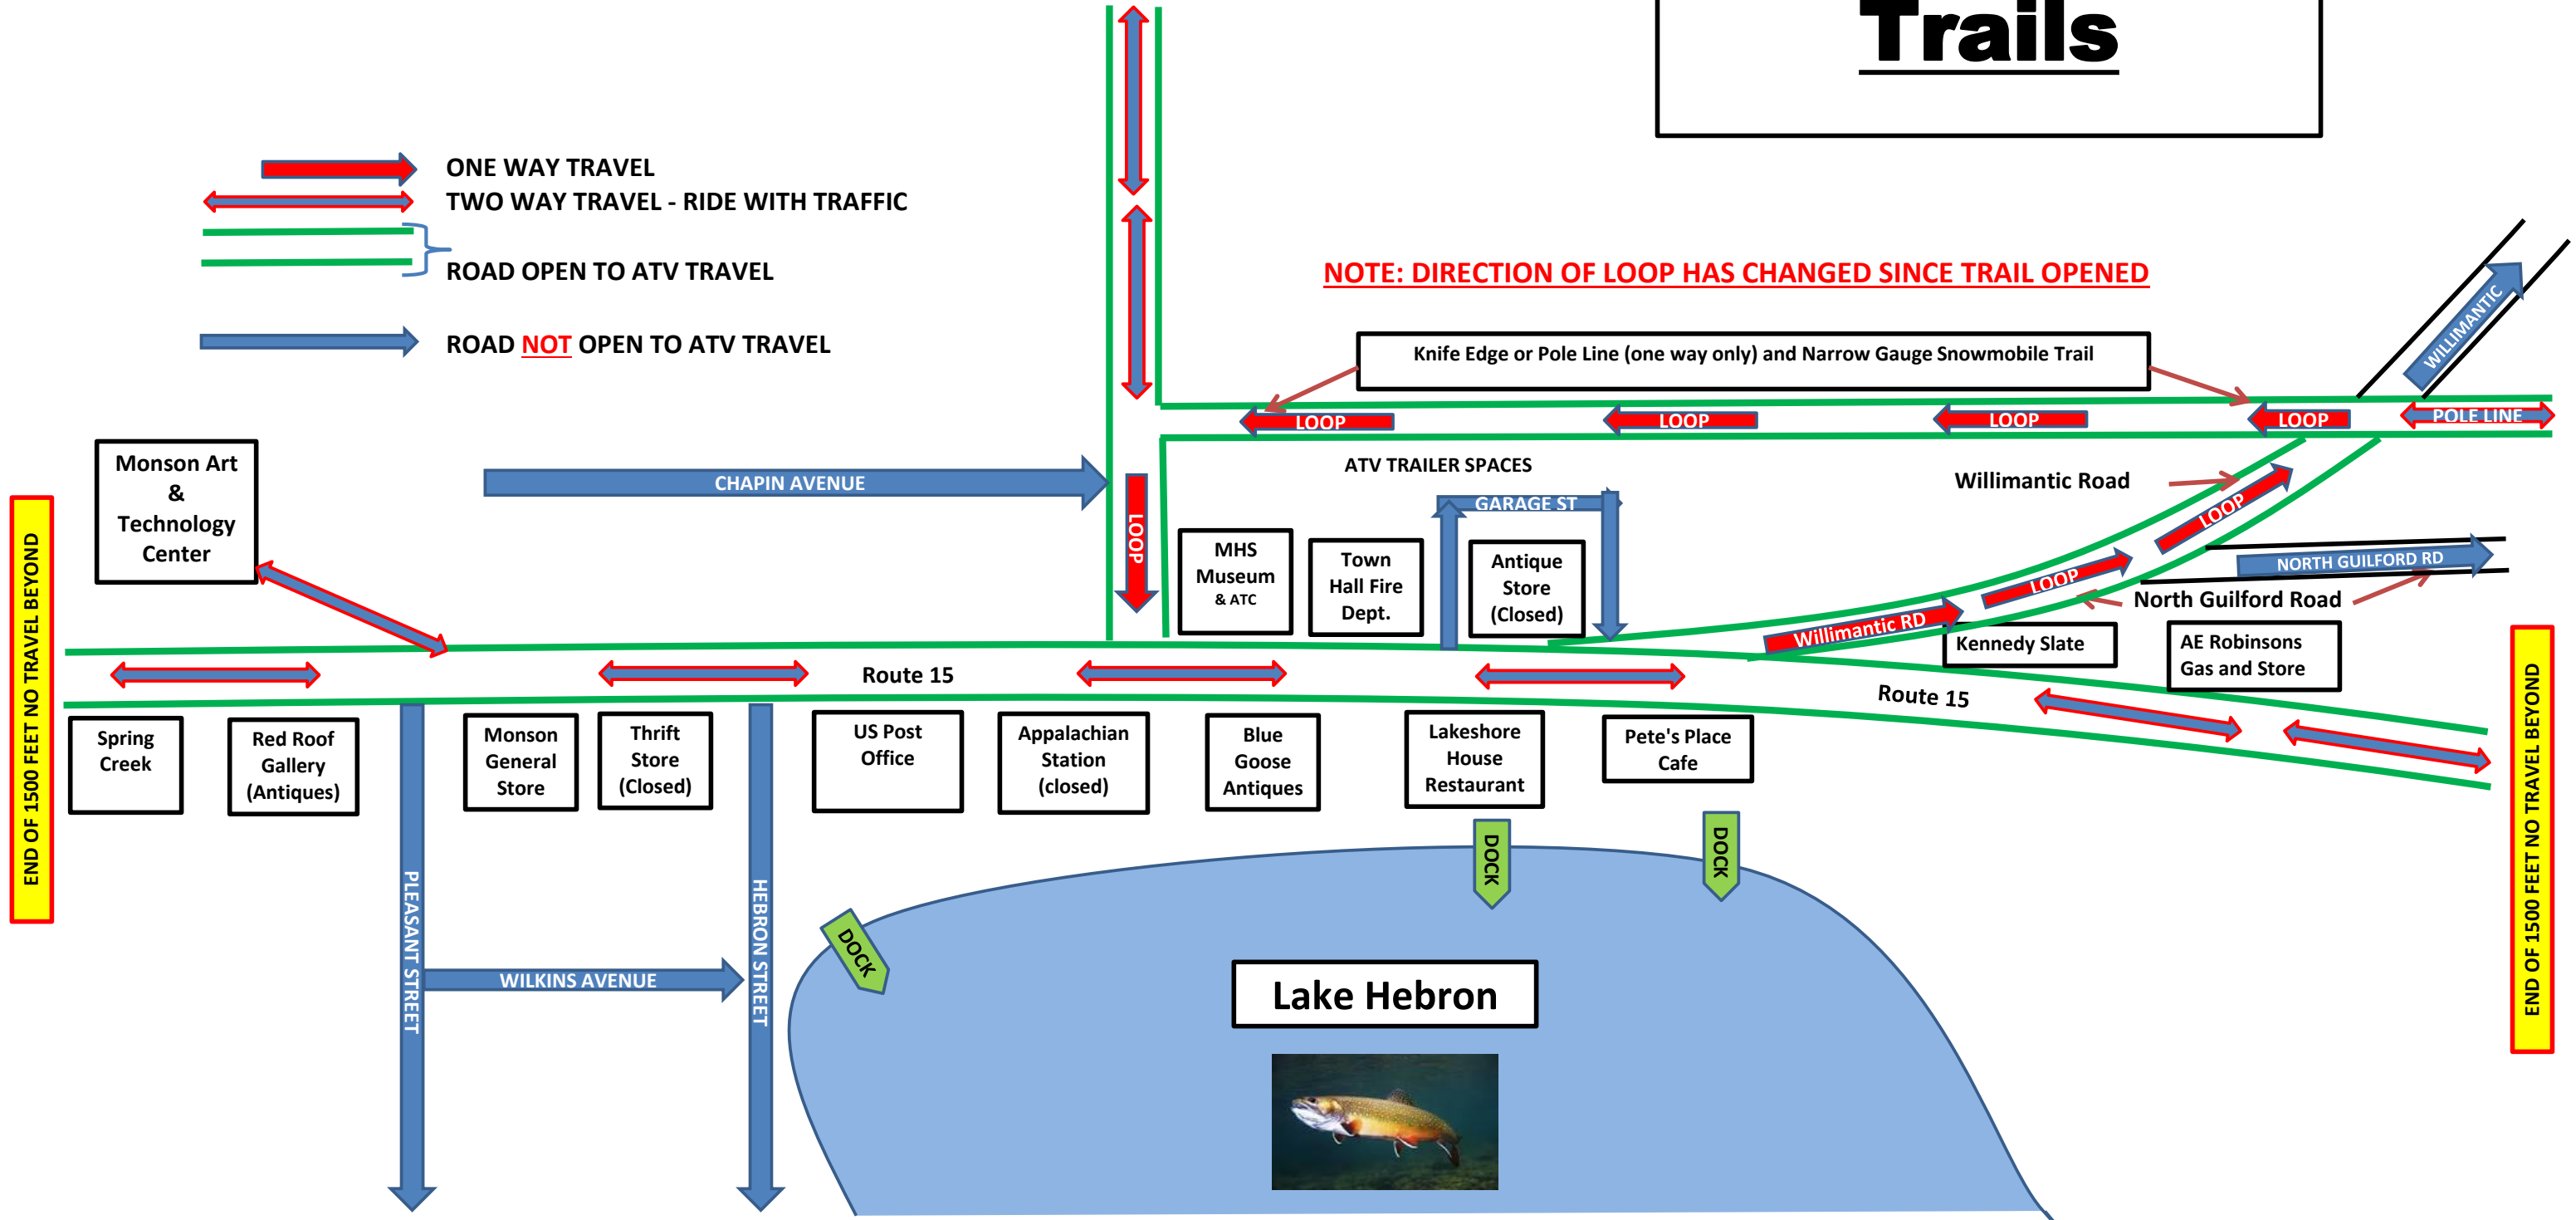 Trails
ONE WAY TRAVEL
TWO WAY TRAVEL - RIDE WITH TRAFFIC
ROAD OPEN TO ATV TRAVEL
ROAD NOT OPEN TO ATV TRAVEL
NOTE: DIRECTION OF LOOP HAS CHANGED SINCE TRAIL OPENED
WILLIMANTIC
Knife Edge or Pole Line (one way only) and Narrow Gauge Snowmobile Trail
LOOP
LOOP
LOOP
LOOP
POLE LINE
Monson Art
&
Technology
Center
CHAPIN AVENUE
LOOP
ATV TRAILER SPACES
GARAGE ST
Willimantic Road
LOOP
LOOP
Willimantic RD
NORTH GUILFORD RD
North Guilford Road
MHS
Museum
& ATC
Town
Hall Fire
Dept.
Antique
Store
(Closed)
Kennedy Slate
AE Robinsons
Gas and Store
END OF 1500 FEET NO TRAVEL BEYOND
Route 15
Route 15
END OF 1500 FEET NO TRAVEL BEYOND
Spring
Creek
Red Roof
Gallery
(Antiques)
Monson
General
Store
Thrift
Store
(Closed)
US Post
Office
Appalachian
Station
(closed)
Blue
Goose
Antiques
Lakeshore
House
Restaurant
Pete's Place
Cafe
PLEASANT STREET
WILKINS AVENUE
HEBRON STREET
DOCK
DOCK
DOCK
Lake Hebron